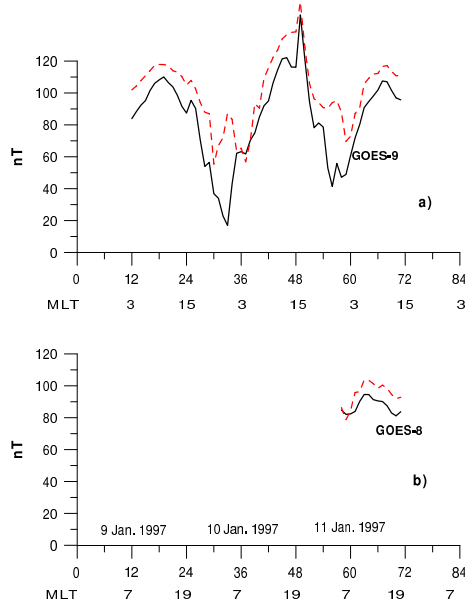 120
100
80
60
40
20
0
nT
GOES-9
a)
0 12 24 36 48 60 72 84
MLT 3 15 3 15 3 15 3
120
100
80
60
40
20
0
nT
GOES-8
b)
9 Jan. 1997 10 Jan. 1997 11 Jan. 1997
0 12 24 36 48 60 72 84
MLT 7 19 7 19 7 19 7